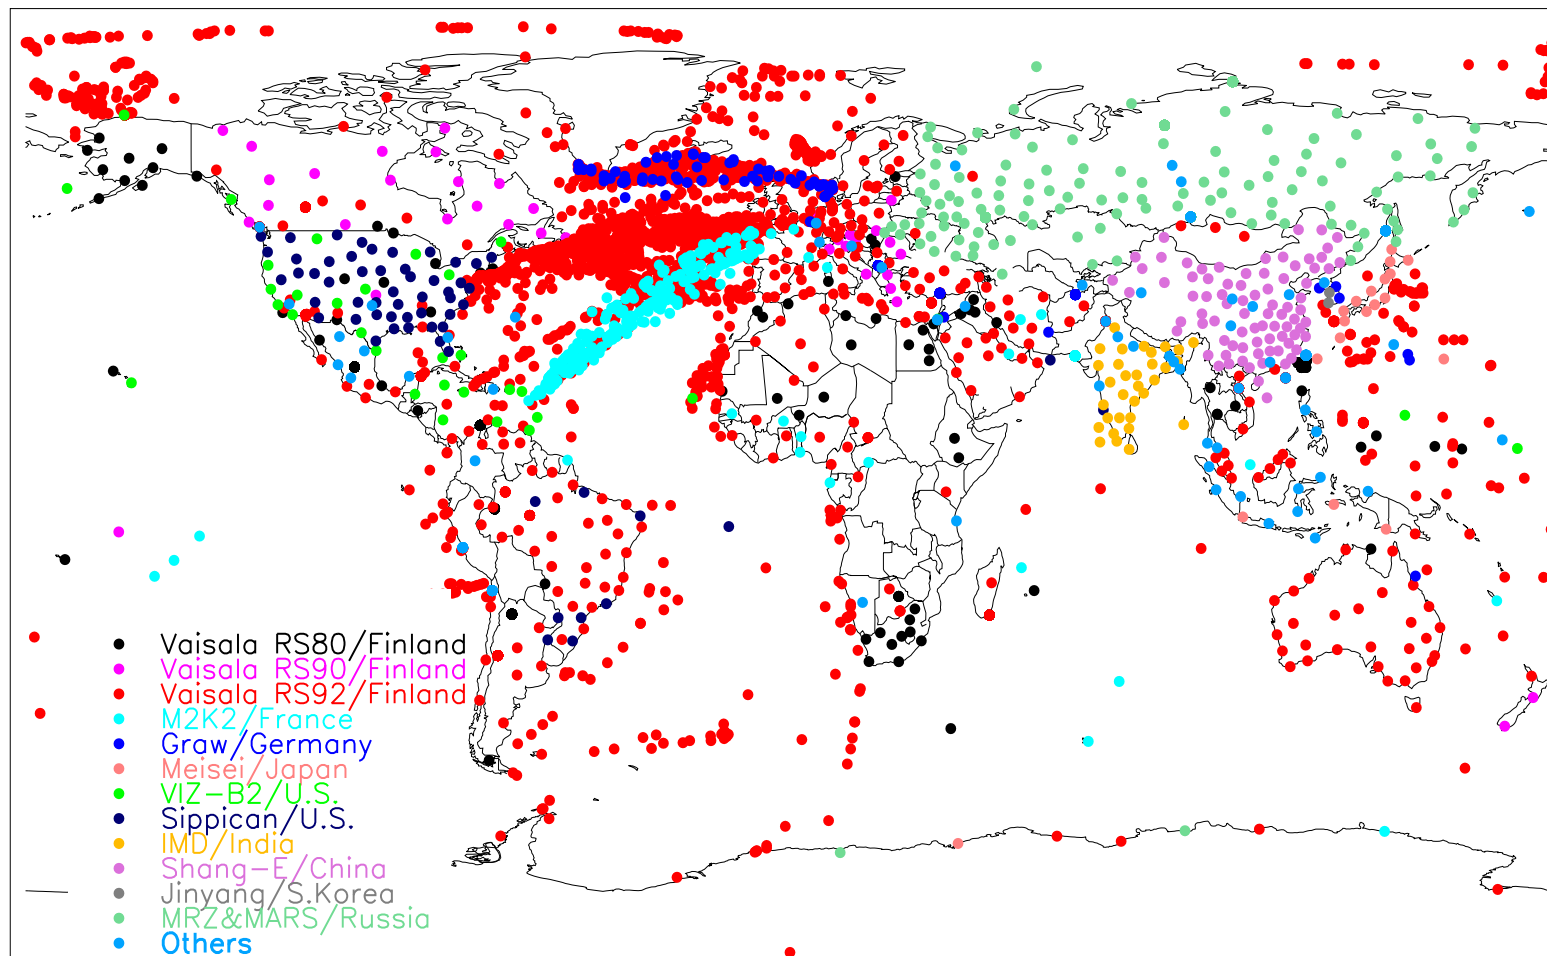 Vaisala RS80/Finland
Vaisala RS90/Finland
Vaisala RS92/Finland
M2K2/France
Graw/Germany
Meisei/Japan
VIZ-B2/U.S.
Sippican/U.S.
IMD/India
Shang-E/China
Jinyang/S.Korea
MRZ&MARS/Russia
Others